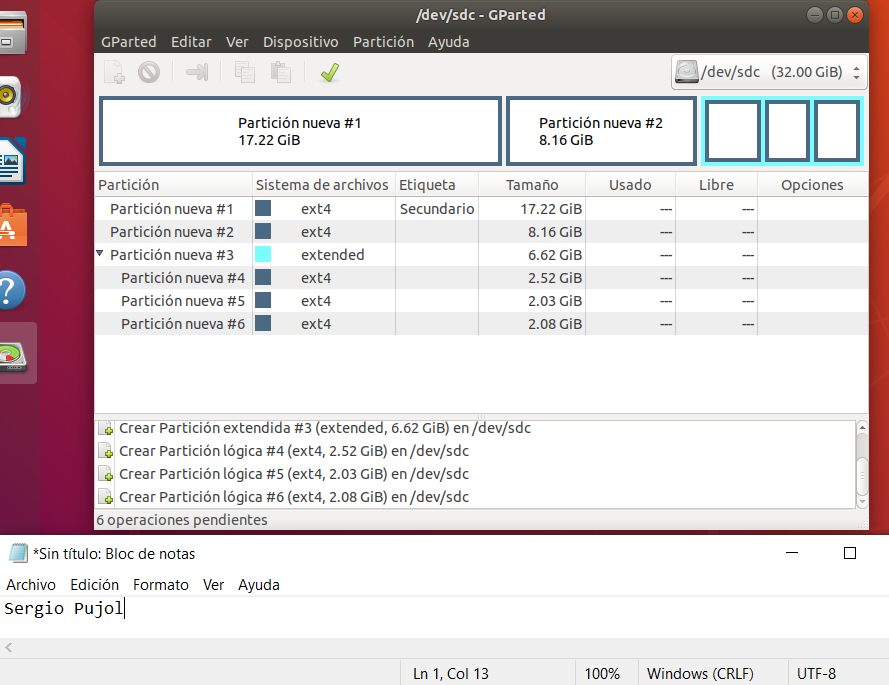 /dev/sdc - GParted
GParted Editar Ver Dispositivo Partición Ayuda
/dev/sdc (32.00 GiB)
Partición nueva #1
17.22 GiB
Partición nueva #2
8.16 GiB
Partición Sistema de archivos Etiqueta Tamaño Usado Libre Opciones
Partición nueva #1 ext4 Secundario 17.22 GiB --- ---
Partición nueva #2 ext4 8.16 GiB --- ---
Partición nueva #3 extended 6.62 GiB --- ---
Partición nueva #4 ext4 2.52 GiB --- ---
Partición nueva #5 ext4 2.03 GiB --- ---
Partición nueva #6 ext4 2.08 GiB --- ---
Crear Partición extendida #3 (extended, 6.62 GiB) en /dev/sdc
Crear Partición lógica #4 (ext4, 2.52 GiB) en /dev/sdc
Crear Partición lógica #5 (ext4, 2.03 GiB) en /dev/sdc
Crear Partición lógica #6 (ext4, 2.08 GiB) en /dev/sdc
6 operaciones pendientes
*Sin título: Bloc de notas
Archivo Edición Formato Ver Ayuda
Sergio Pujol
Ln 1, Col 13 100% Windows (CRLF) UTF-8